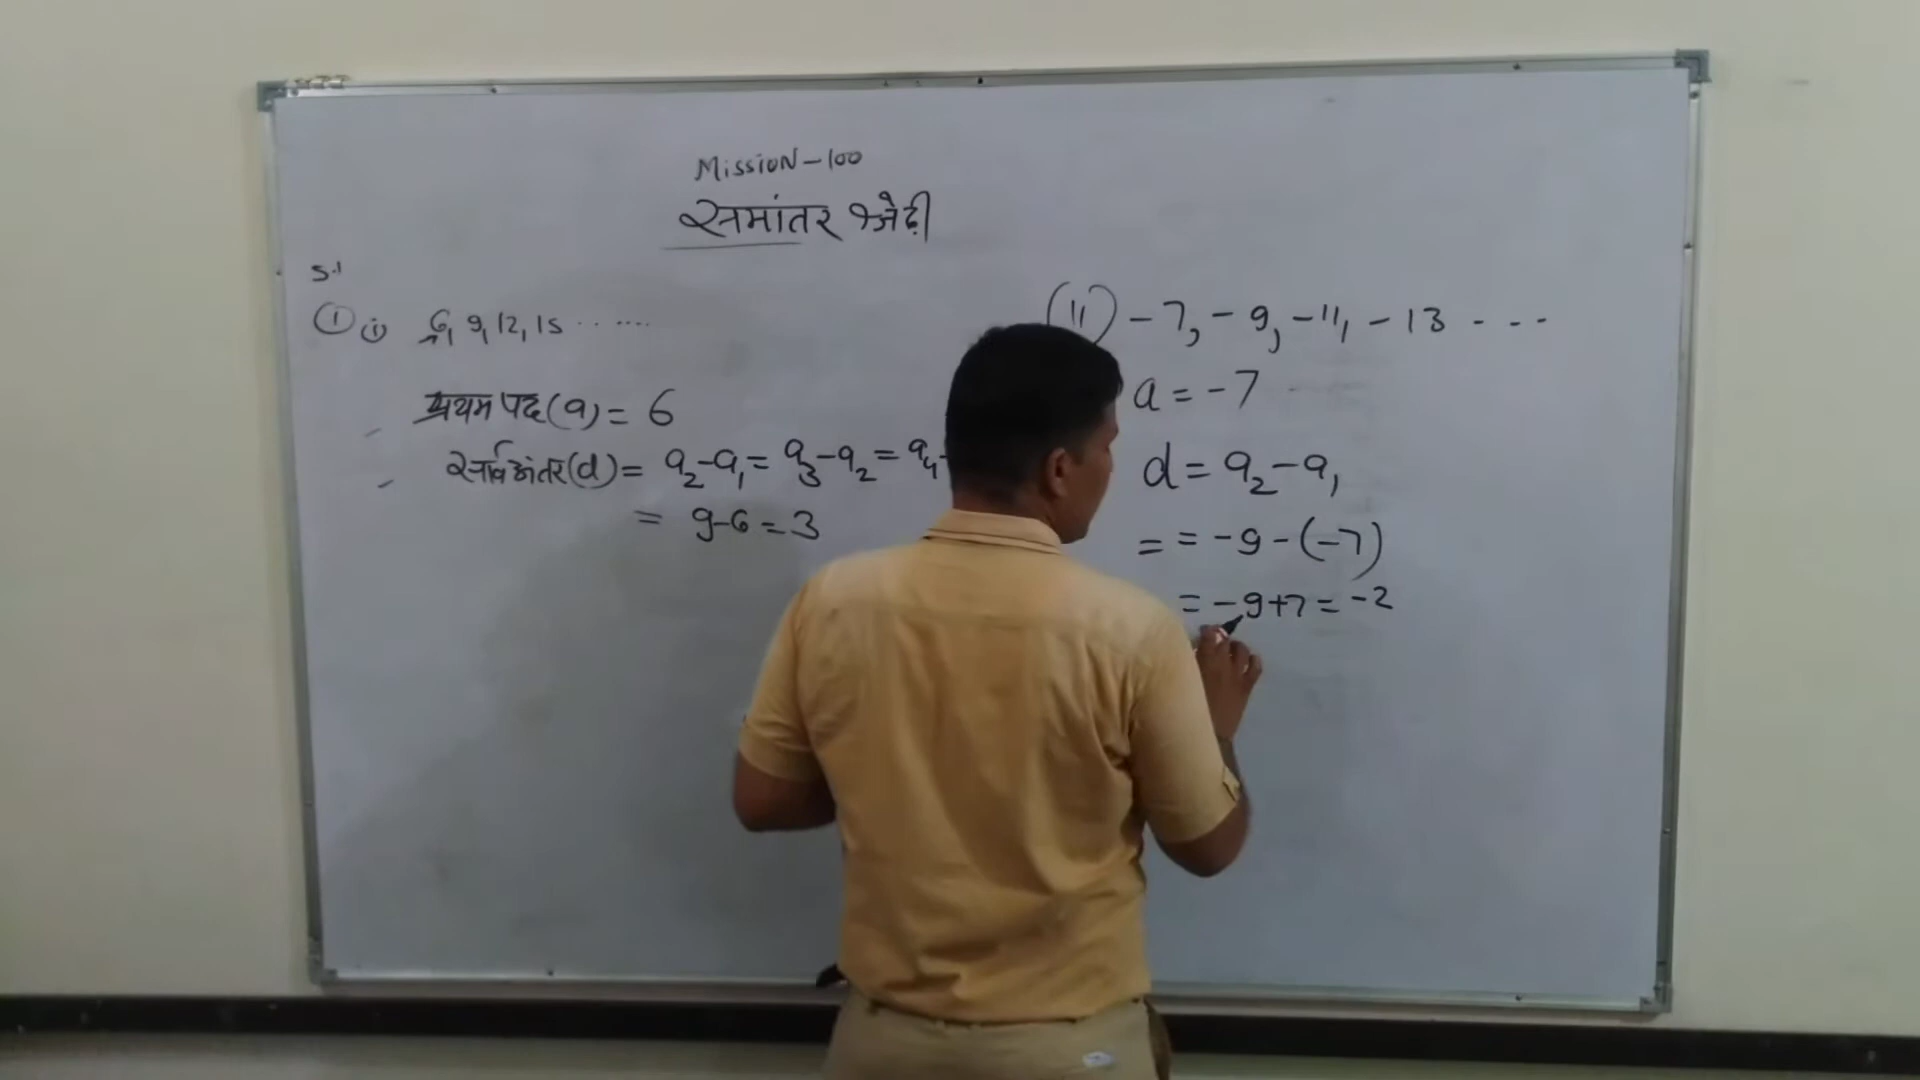 Mission-100
समांतर श्रेढ़ी
5.1
① (i) 6, 9, 12, 15 .........
प्रथम पद (a) = 6
सार्व अंतर (d) = a₂-a₁ = a₃-a₂ = a₄-
= 9-6 = 3
(ii) -7, -9, -11, -13 - - -
a = -7
d = a₂-a₁
= = -9-(-7)
= -9+7 = -2